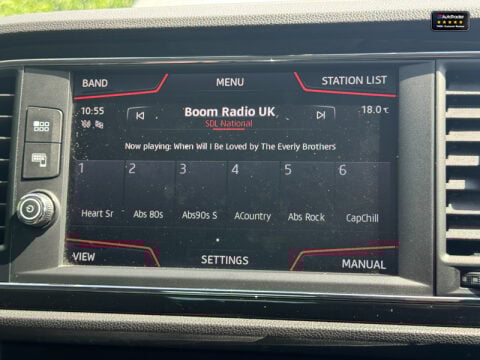 AutoTrader
BAND MENU STATION LIST
10:55 Boom Radio UK 18.0°C
SDL National
Now playing: When Will I Be Loved by The Everly Brothers
1 2 3 4 5 6
Heart Sr Abs 80s Abs90s S ACountry Abs Rock CapChill
VIEW SETTINGS MANUAL